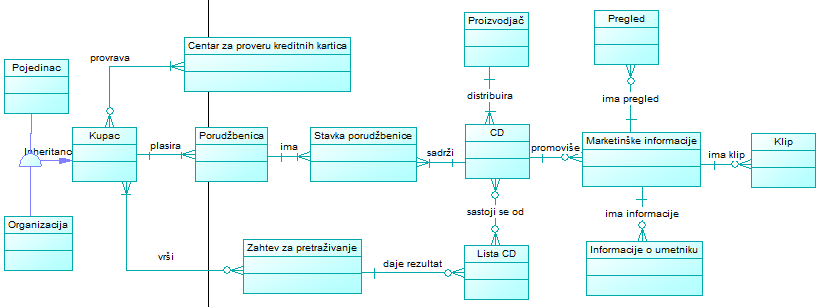 Proizvodjač
Pregled
Centar za proveru kreditnih kartica
provrava
Pojedinac
distribuira
ima pregled
Kupac
plasira
Porudžbenica
ima
Stavka porudžbenice
sadrži
CD
promoviše
Marketinške informacije
ima klip
Klip
Inheritanc
sastoji se od
ima informacije
Organizacija
vrši
Zahtev za pretraživanje
daje rezultat
Lista CD
Informacije o umetniku